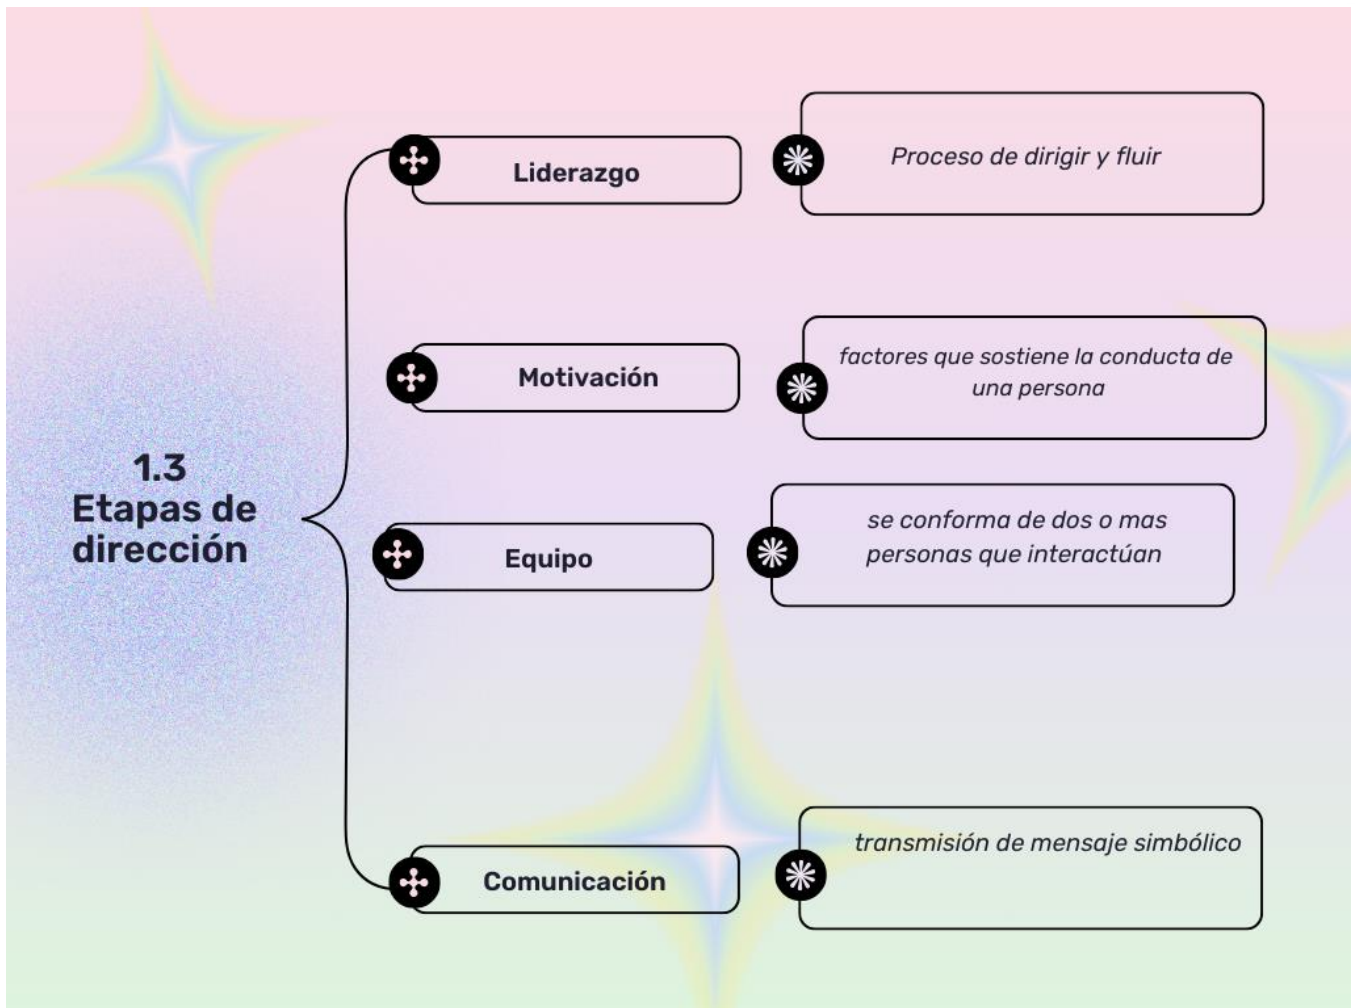 1.3
Etapas de
dirección
Liderazgo
Proceso de dirigir y fluir
Motivación
factores que sostiene la conducta de
una persona
Equipo
se conforma de dos o mas
personas que interactúan
Comunicación
transmisión de mensaje simbólico